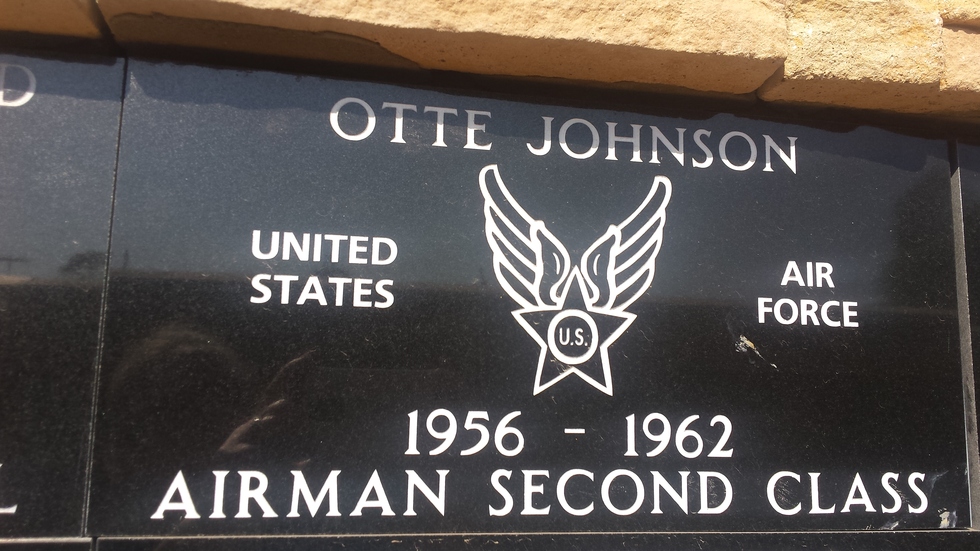 OTTE JOHNSON
UNITED
STATES
AIR
FORCE
U.S.
1956 - 1962
AIRMAN SECOND CLASS
D